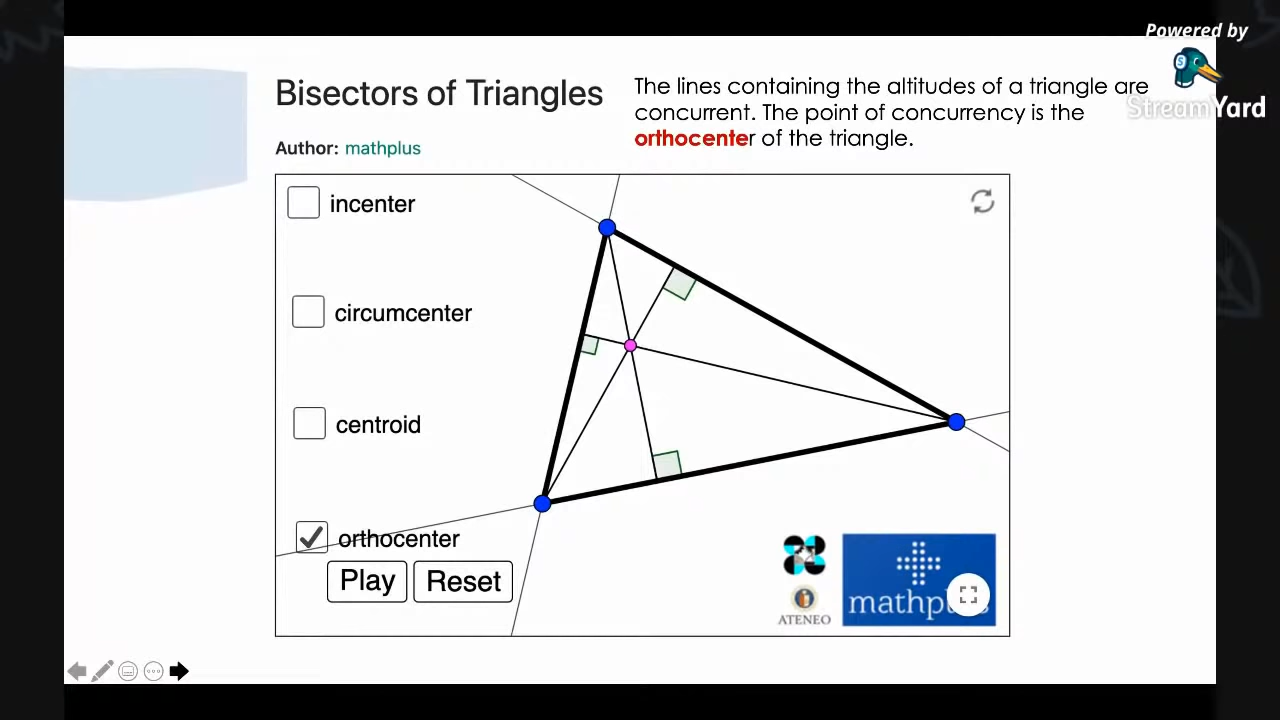 Powered by
StreamYard
Bisectors of Triangles
The lines containing the altitudes of a triangle are
concurrent. The point of concurrency is the
orthocenter of the triangle.
Author: mathplus
incenter
circumcenter
centroid
orthocenter
Play Reset
ATENEO